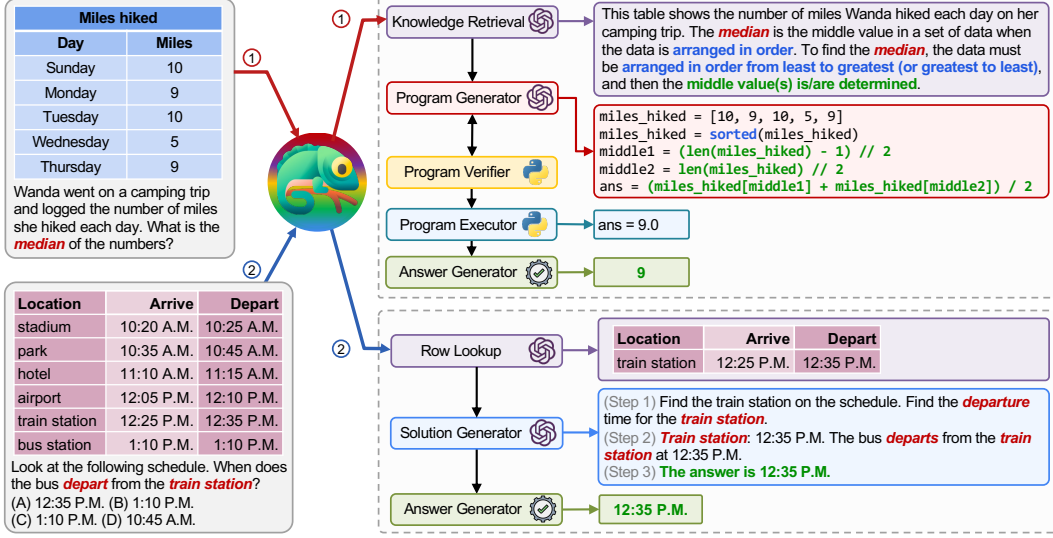 Miles hiked
Day Miles
Sunday 10
Monday 9
Tuesday 10
Wednesday 5
Thursday 9
Wanda went on a camping trip
and logged the number of miles
she hiked each day. What is the
median of the numbers?
①
②
Location Arrive Depart
stadium 10:20 A.M. 10:25 A.M.
park 10:35 A.M. 10:45 A.M.
hotel 11:10 A.M. 11:15 A.M.
airport 12:05 P.M. 12:10 P.M.
train station 12:25 P.M. 12:35 P.M.
bus station 1:10 P.M. 1:10 P.M.
Look at the following schedule. When does
the bus depart from the train station?
(A) 12:35 P.M. (B) 1:10 P.M.
(C) 1:10 P.M. (D) 10:45 A.M.
①
Knowledge Retrieval
This table shows the number of miles Wanda hiked each day on her
camping trip. The median is the middle value in a set of data when
the data is arranged in order. To find the median, the data must
be arranged in order from least to greatest (or greatest to least),
and then the middle value(s) is/are determined.
Program Generator
miles_hiked = [10, 9, 10, 5, 9]
miles_hiked = sorted(miles_hiked)
middle1 = (len(miles_hiked) - 1) // 2
middle2 = len(miles_hiked) // 2
ans = (miles_hiked[middle1] + miles_hiked[middle2]) / 2
Program Verifier
Program Executor
ans = 9.0
Answer Generator
9
②
Row Lookup
Location Arrive Depart
train station 12:25 P.M. 12:35 P.M.
Solution Generator
(Step 1) Find the train station on the schedule. Find the departure
time for the train station.
(Step 2) Train station: 12:35 P.M. The bus departs from the train
station at 12:35 P.M.
(Step 3) The answer is 12:35 P.M.
Answer Generator
12:35 P.M.